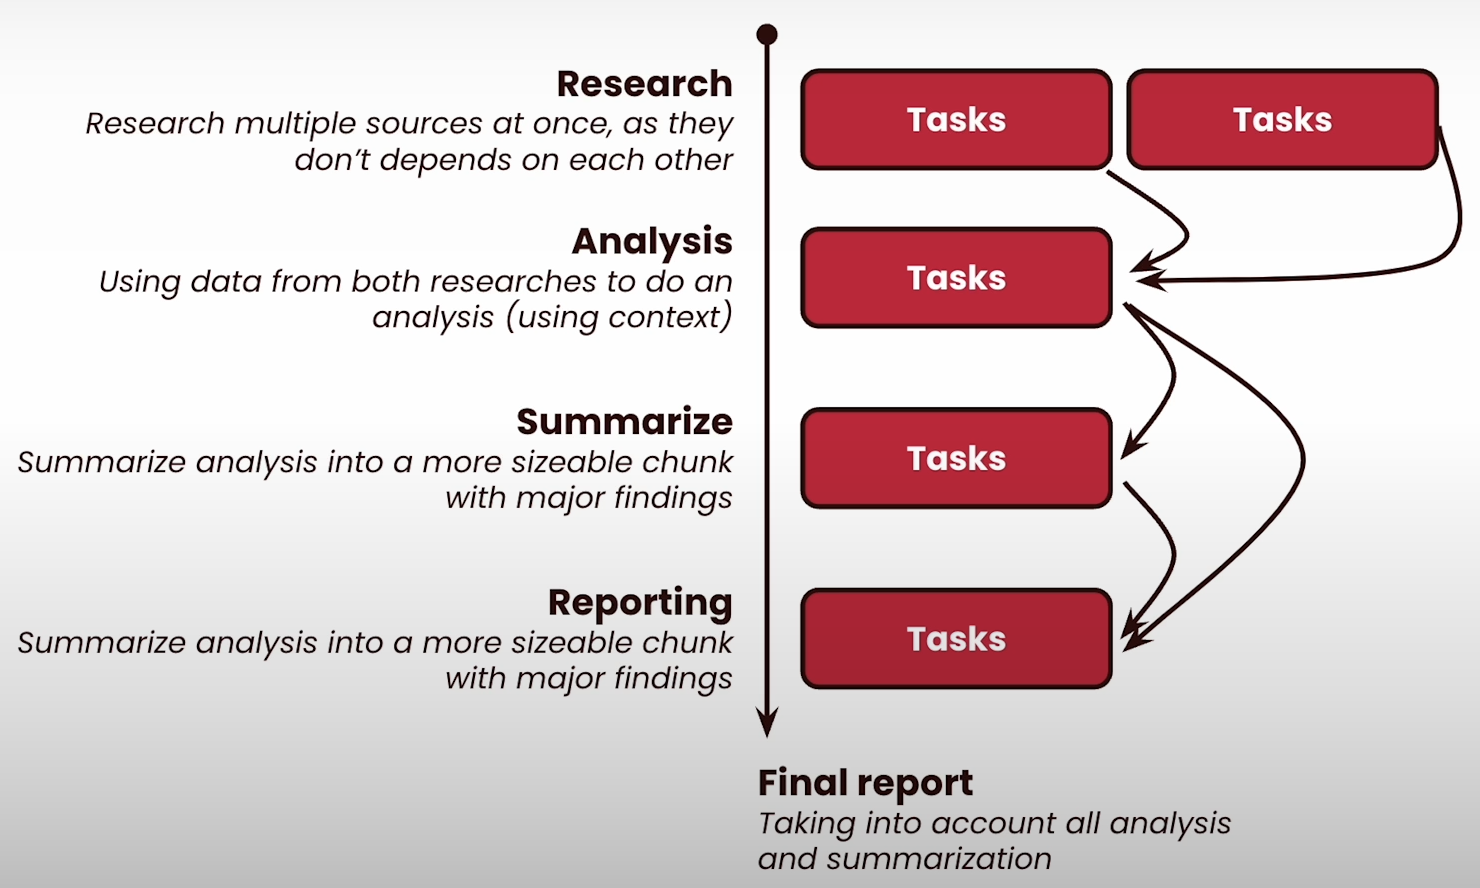 Research
Research multiple sources at once, as they
don't depends on each other
Tasks
Tasks
Analysis
Using data from both researches to do an
analysis (using context)
Tasks
Summarize
Summarize analysis into a more sizeable chunk
with major findings
Tasks
Reporting
Summarize analysis into a more sizeable chunk
with major findings
Tasks
Final report
Taking into account all analysis
and summarization